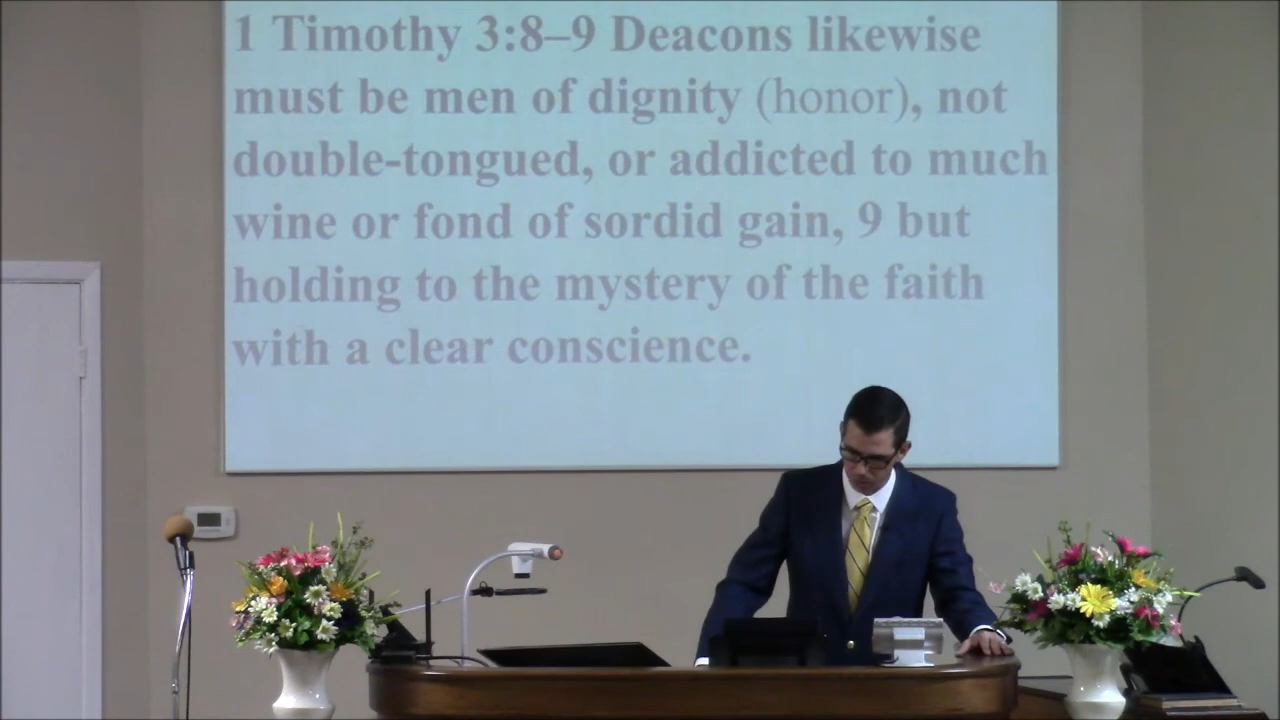 1 Timothy 3:8–9 Deacons likewise
must be men of dignity (honor), not
double-tongued, or addicted to much
wine or fond of sordid gain, 9 but
holding to the mystery of the faith
with a clear conscience.